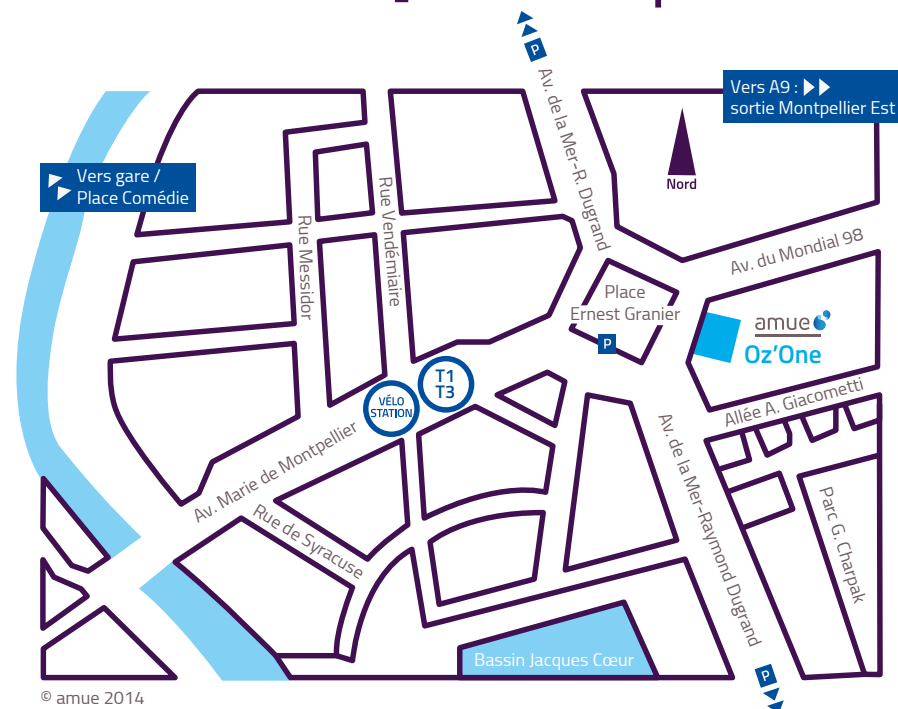 P
Av. de la Mer-R. Dugrand
Vers A9 :
sortie Montpellier Est
Nord
Vers gare /
Place Comédie
Rue Messidor
Rue Vendémiaire
Av. du Mondial 98
Place
Ernest Granier
P
amue
Oz'One
T1
T3
VÉLO
STATION
Allée A. Giacometti
Av. Marie de Montpellier
Rue de Syracuse
Av. de la Mer-Raymond Dugrand
Parc G. Charpak
Bassin Jacques Cœur
P
© amue 2014